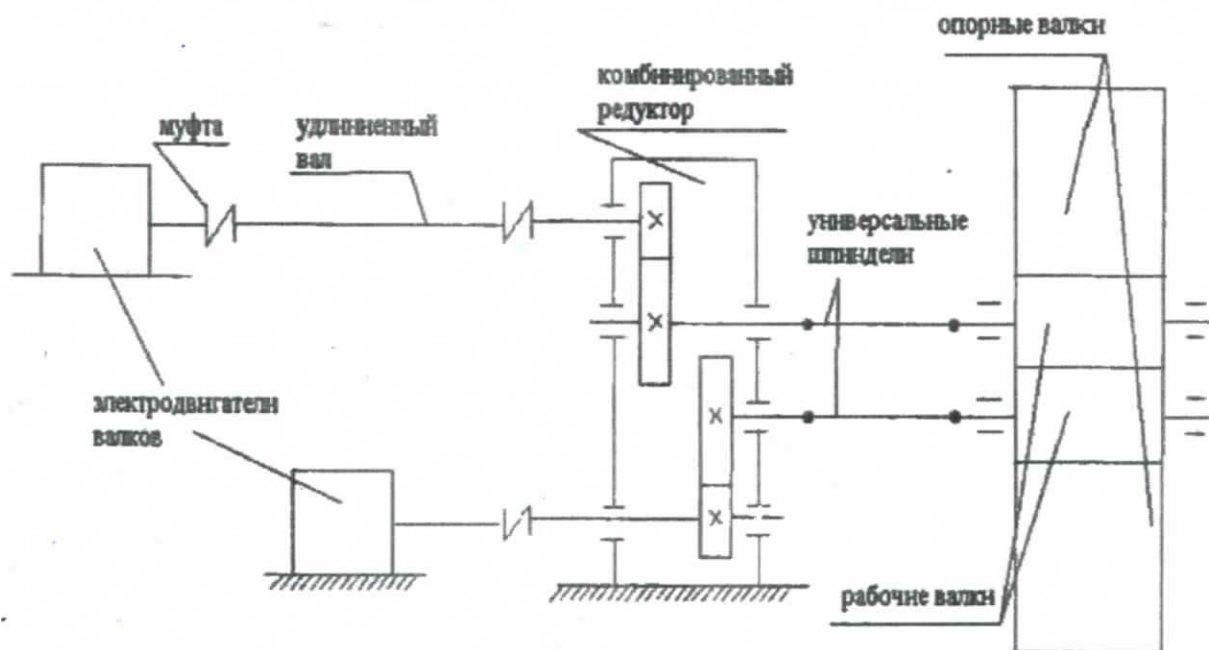 опорные валки
комбинированный
редуктор
муфта
удлиненный
вал
универсальные
шпиндели
электродвигатели
валков
рабочие валки